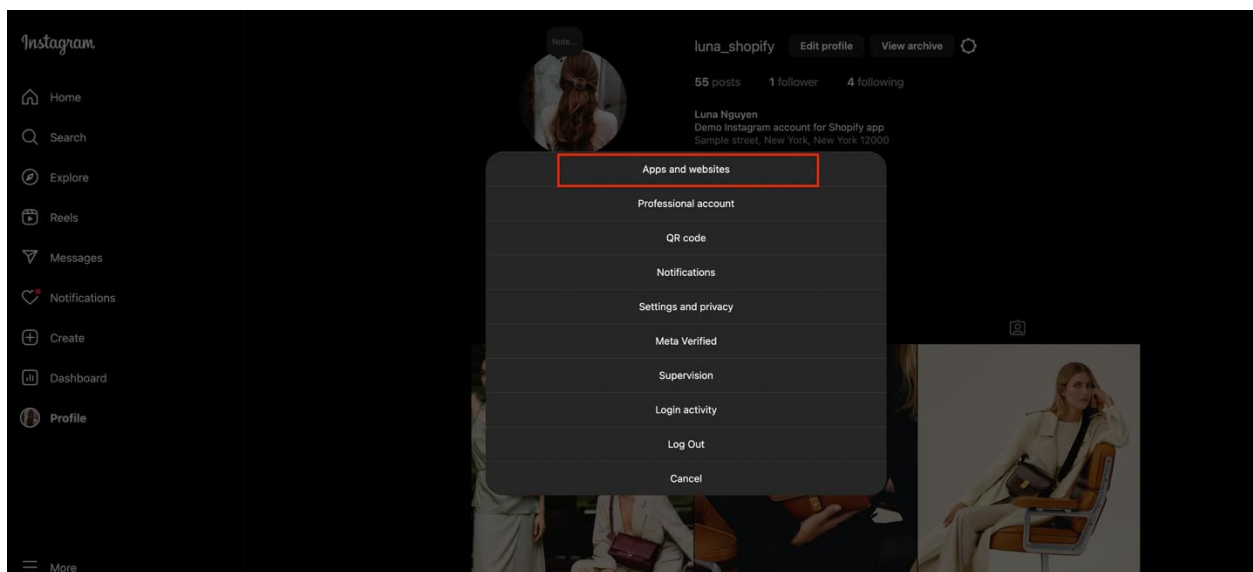 Instagram
Home
Search
Explore
Reels
Messages
Notifications
Create
Dashboard
Profile
More
Note...
luna_shopify Edit profile View archive
55 posts 1 follower 4 following
Luna Nguyen
Demo Instagram account for Shopify app
Sample street, New York, New York 12000
Apps and websites
Professional account
QR code
Notifications
Settings and privacy
Meta Verified
Supervision
Login activity
Log Out
Cancel